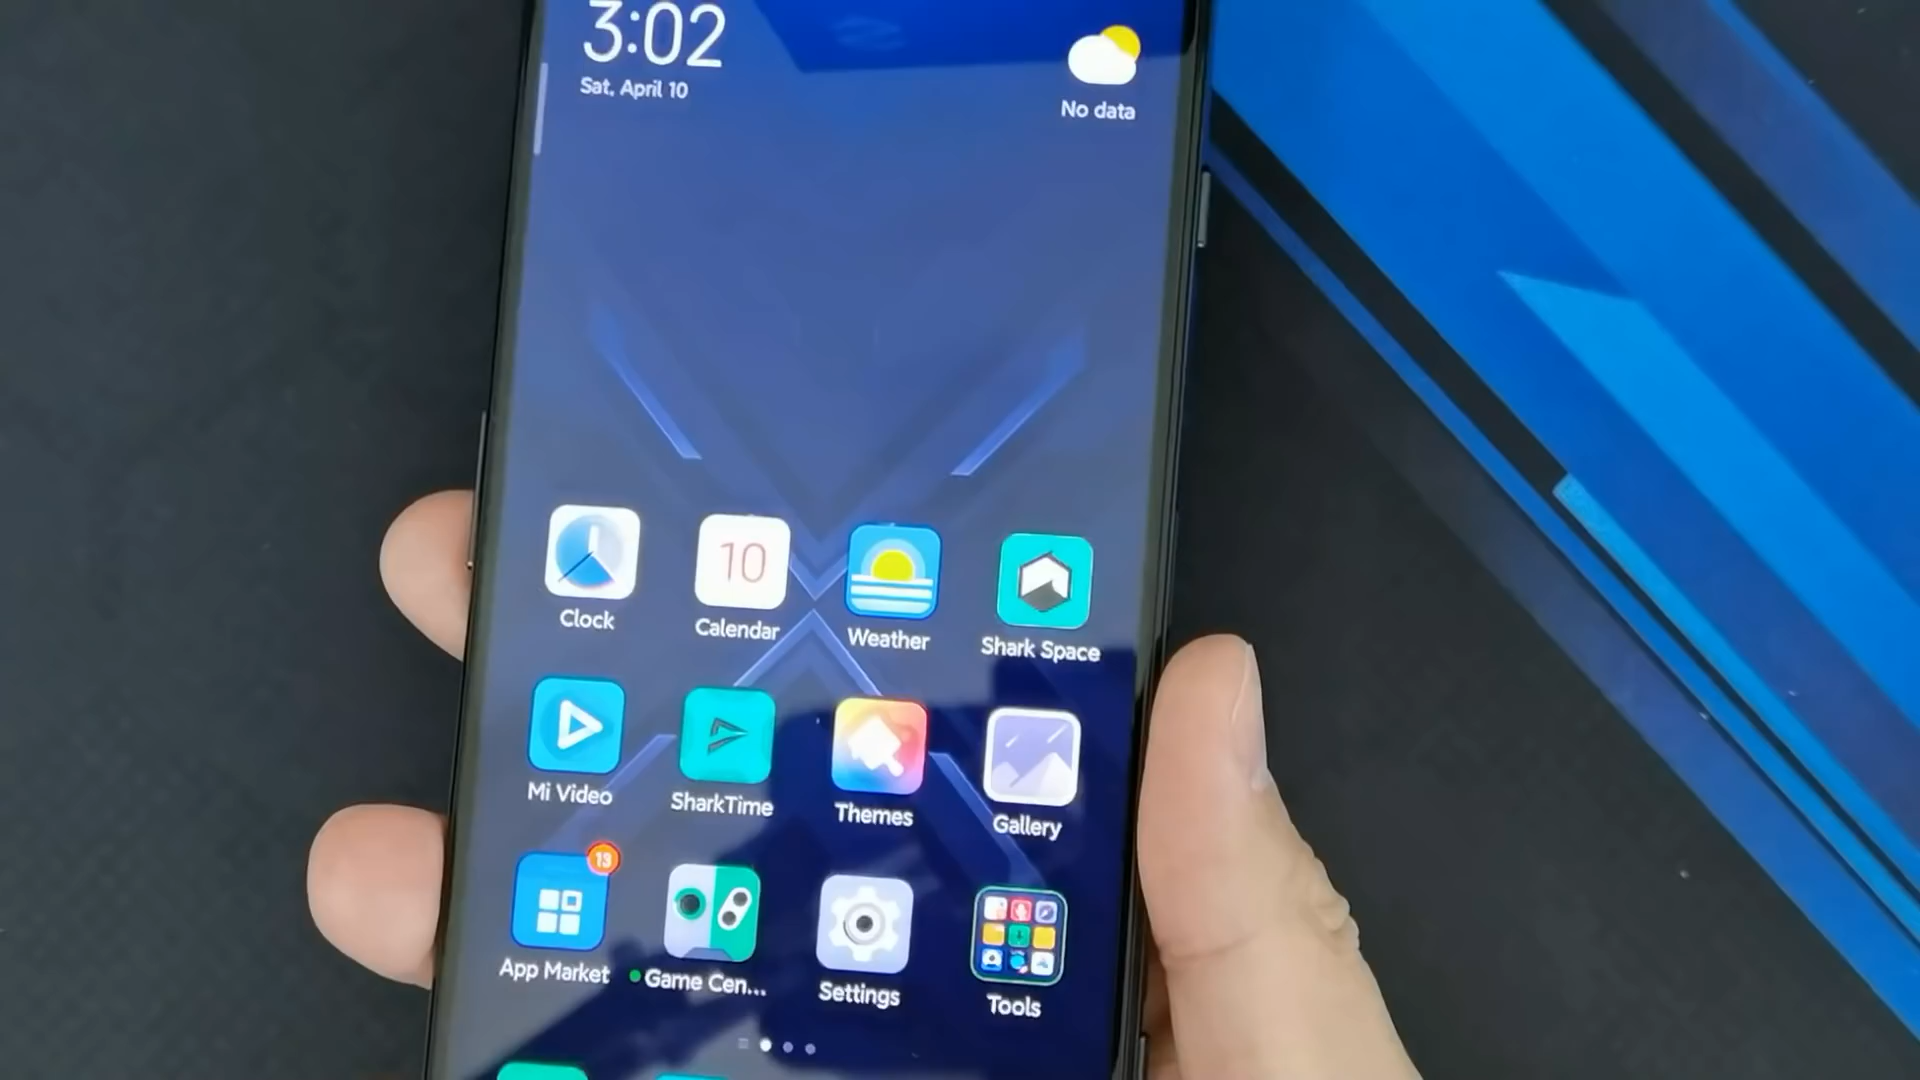 3:02
Sat, April 10
No data
10
Clock
Calendar
Weather
Shark Space
Mi Video
SharkTime
Themes
Gallery
13
App Market
Game Cen...
Settings
Tools